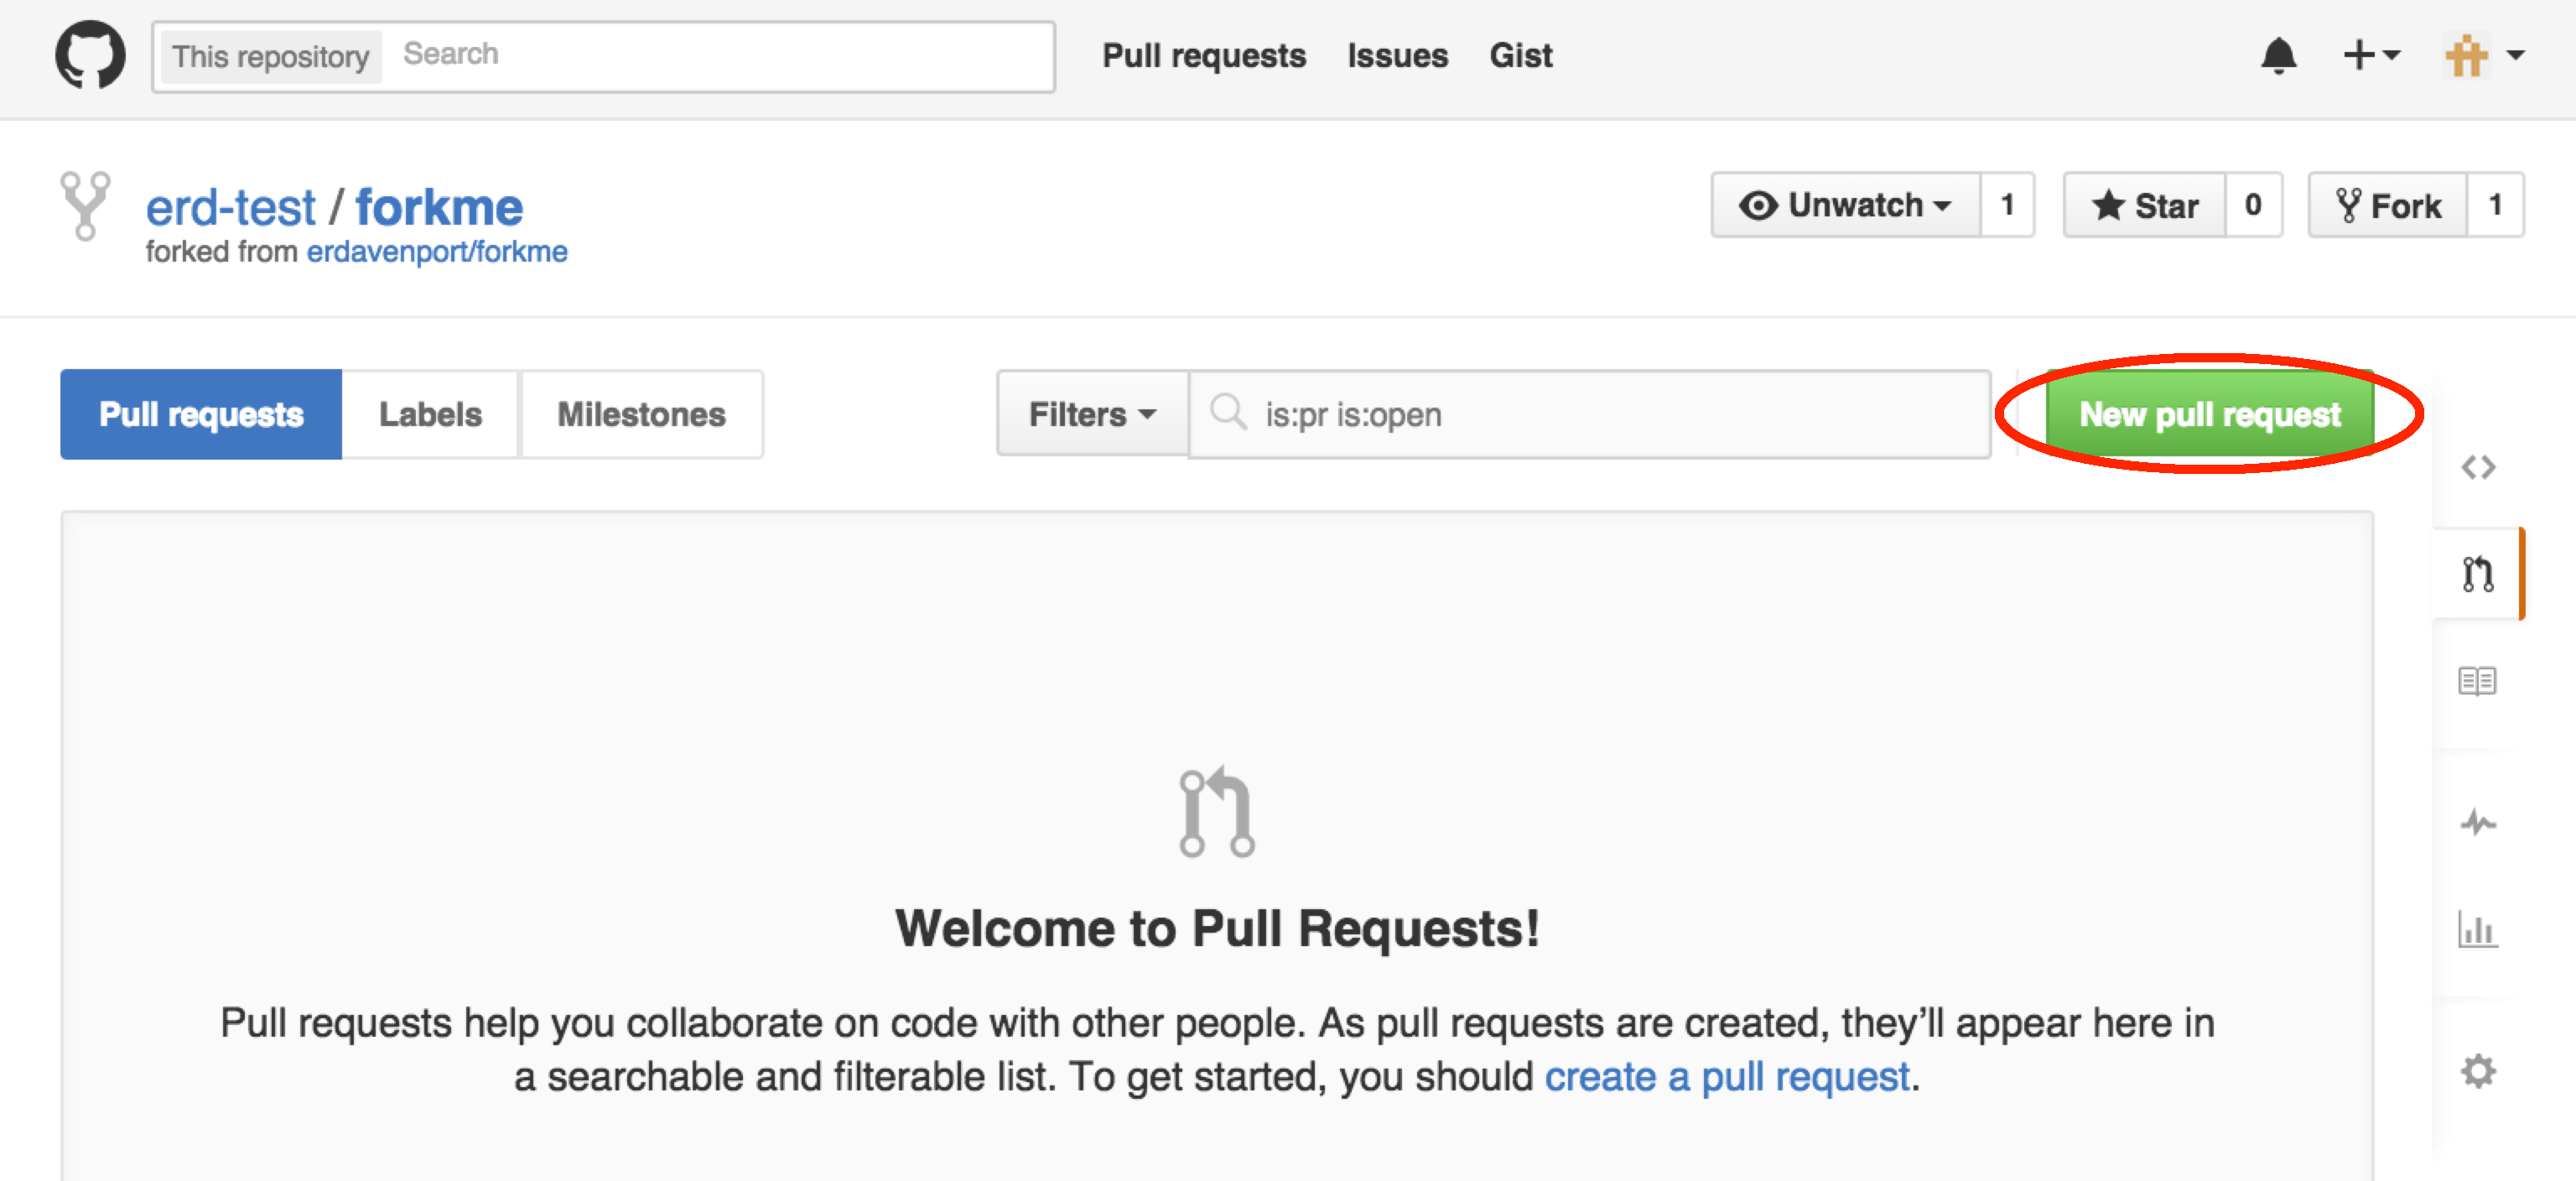 This repository Search Pull requests Issues Gist
erd-test / forkme
forked from erdavenport/forkme
Unwatch 1 Star 0 Fork 1
Pull requests Labels Milestones Filters is:pr is:open New pull request
Welcome to Pull Requests!
Pull requests help you collaborate on code with other people. As pull requests are created, they’ll appear here in
a searchable and filterable list. To get started, you should create a pull request.